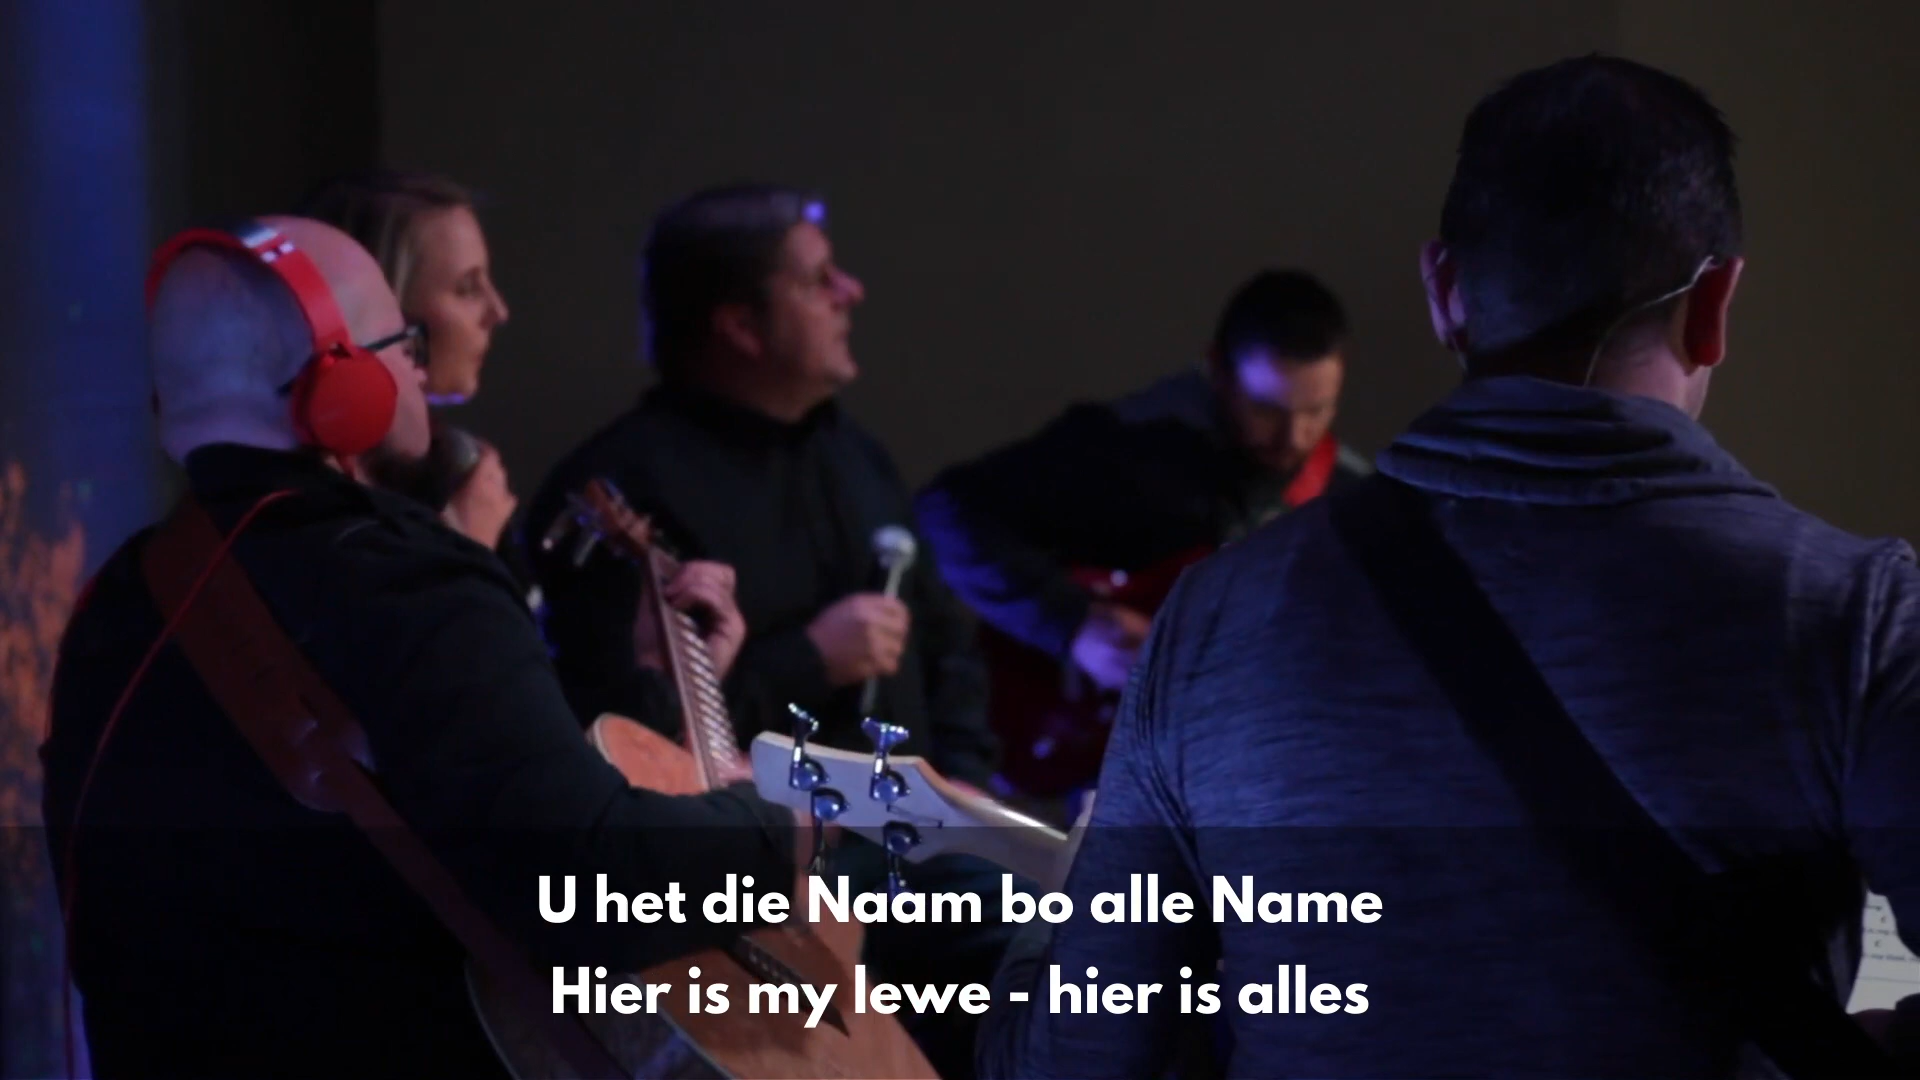 U het die Naam bo alle Name
Hier is my lewe - hier is alles